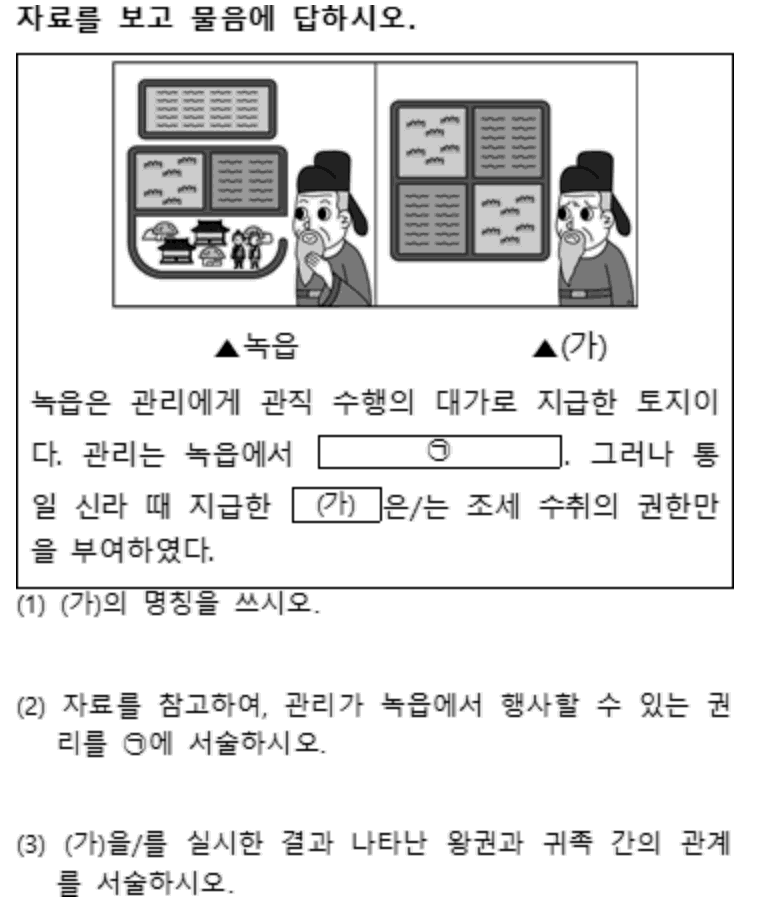 자료를 보고 물음에 답하시오.
▲녹읍
▲(가)
녹읍은 관리에게 관직 수행의 대가로 지급한 토지이
다. 관리는 녹읍에서 ㉠. 그러나 통
일 신라 때 지급한 (가) 은/는 조세 수취의 권한만
을 부여하였다.
(1) (가)의 명칭을 쓰시오.
(2) 자료를 참고하여, 관리가 녹읍에서 행사할 수 있는 권
리를 ㉠에 서술하시오.
(3) (가)을/를 실시한 결과 나타난 왕권과 귀족 간의 관계
를 서술하시오.